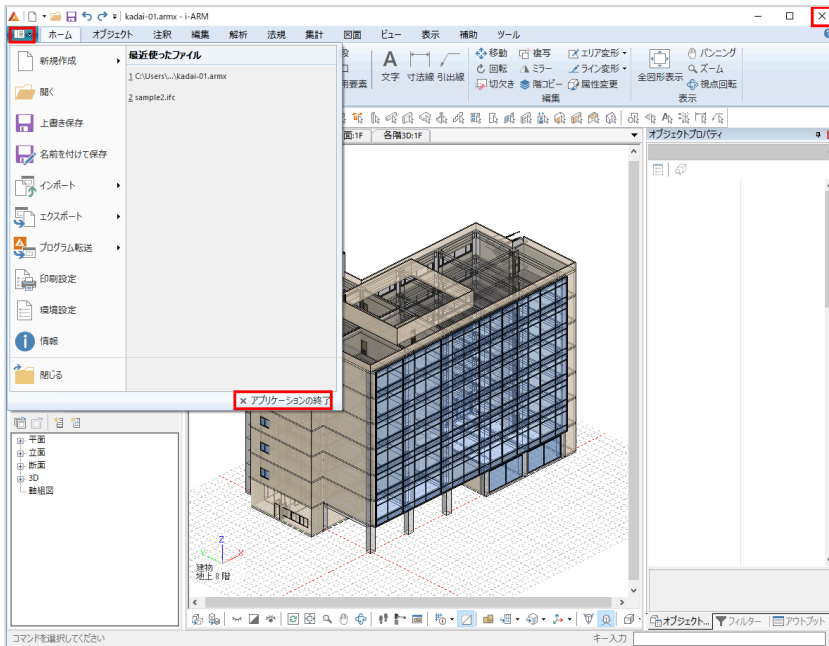 kadai-01.armx - i-ARM
ホーム オブジェクト 注釈 編集 解析 法規 集計 図面 ビュー 表示 補助 ツール
新規作成
最近使ったファイル
1 C:\Users\...\kadai-01.armx
2 sample2.ifc
開く
上書き保存
名前を付けて保存
インポート
エクスポート
プログラム転送
印刷設定
環境設定
情報
閉じる
× アプリケーションの終了
用要素
文字 寸法線 引出線
移動 複写 エリア変形
回転 ミラー ライン変形
切欠き 階コピー 属性変更
編集
全図形表示
パンニング
ズーム
視点回転
表示
面:1F 各階3D:1F
オブジェクトプロパティ
平面
立面
断面
3D
軸組図
Z
Y X
建物
地上 8 階
オブジェクト... フィルター アウトプット
コマンドを選択してください
キー入力